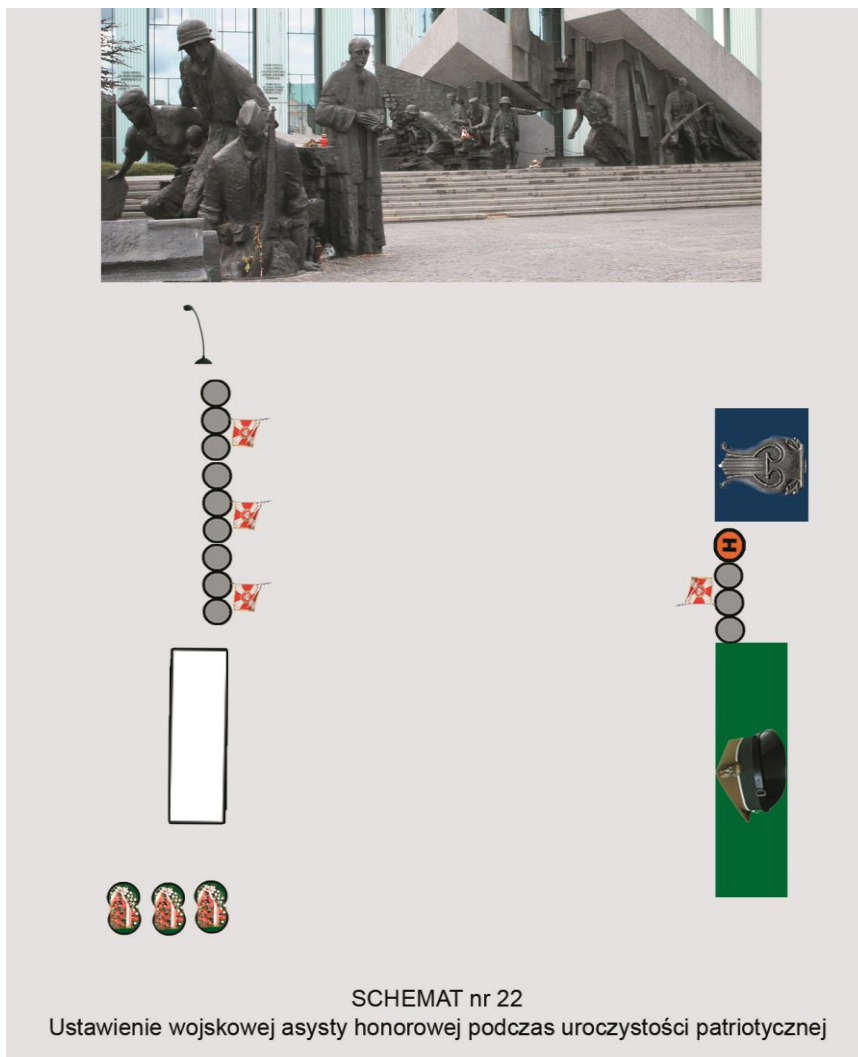 H
SCHEMAT nr 22
Ustawienie wojskowej asysty honorowej podczas uroczystości patriotycznej